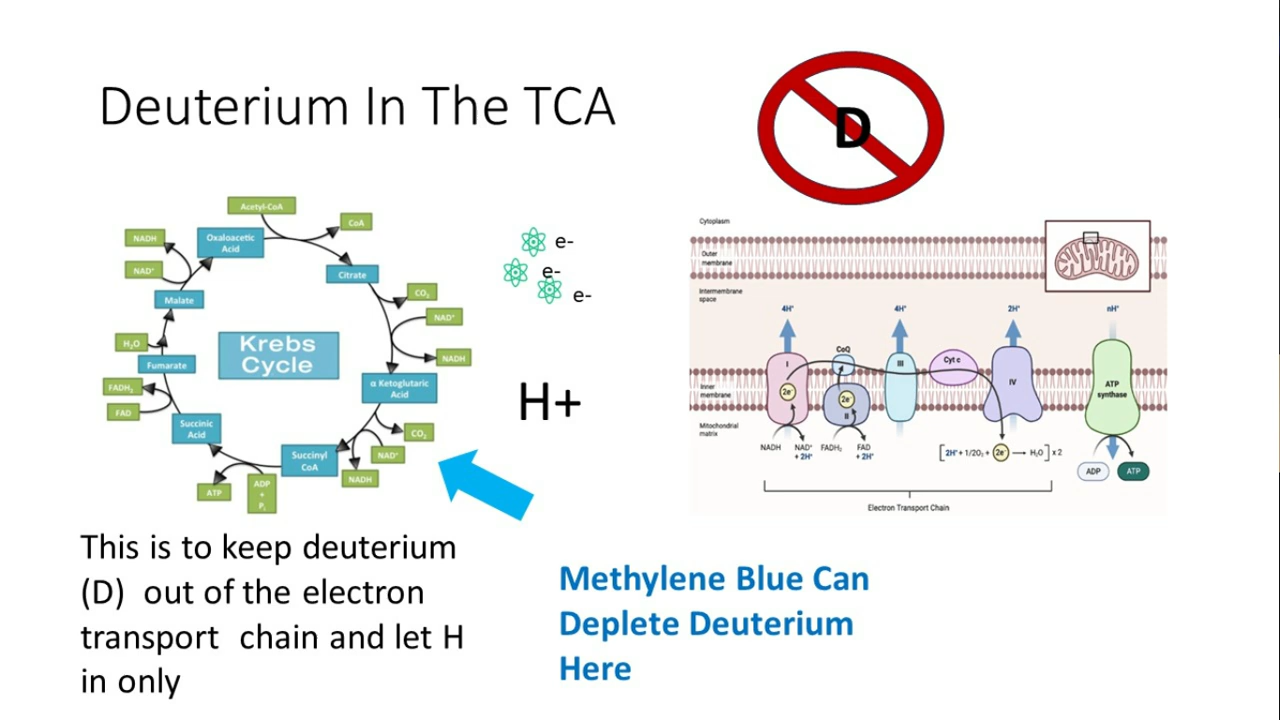 Deuterium In The TCA
D
Acetyl-CoA
CoA
Oxaloacetic
Acid
NADH
NAD⁺
Citrate
Malate
CO₂
NAD⁺
NADH
H₂O
Krebs
Cycle
Fumarate
FADH₂
FAD
α Ketoglutaric
Acid
Succinic
Acid
CO₂
NAD⁺
NADH
Succinyl
CoA
ATP
ADP
+
Pᵢ
e-
e-
e-
H+
Cytoplasm
Outer
membrane
Intermembrane
space
4H⁺
4H⁺
2H⁺
nH⁺
CoQ
Cyt c
I
III
IV
ATP
synthase
2e⁻
2e⁻
II
Inner
membrane
Mitochondrial
matrix
NADH
NAD⁺
+ 2H⁺
FADH₂
FAD
+ 2H⁺
[2H⁺ + 1/2O₂ + 2e⁻ → H₂O] x 2
ADP
ATP
Electron Transport Chain
This is to keep deuterium
(D) out of the electron
transport chain and let H
in only
Methylene Blue Can
Deplete Deuterium
Here